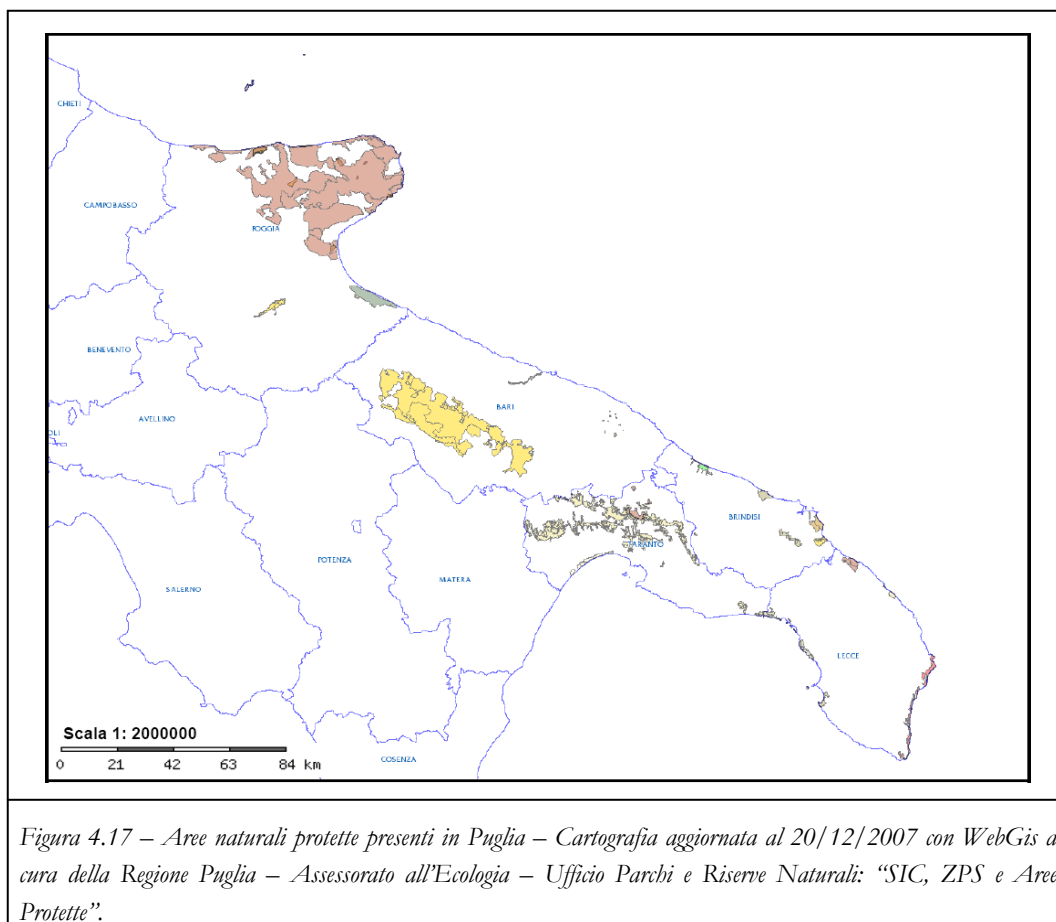 CHIETI
CAMPOBASSO
FOGGIA
BENEVENTO
AVELLINO
OLI
BARI
BRINDISI
TARANTO
POTENZA
MATERA
SALERNO
LECCE
Scala 1: 2000000
0 21 42 63 84 km
COSENZA
Figura 4.17 – Aree naturali protette presenti in Puglia – Cartografia aggiornata al 20/12/2007 con WebGis a
cura della Regione Puglia – Assessorato all'Ecologia – Ufficio Parchi e Riserve Naturali: “SIC, ZPS e Aree
Protette”.